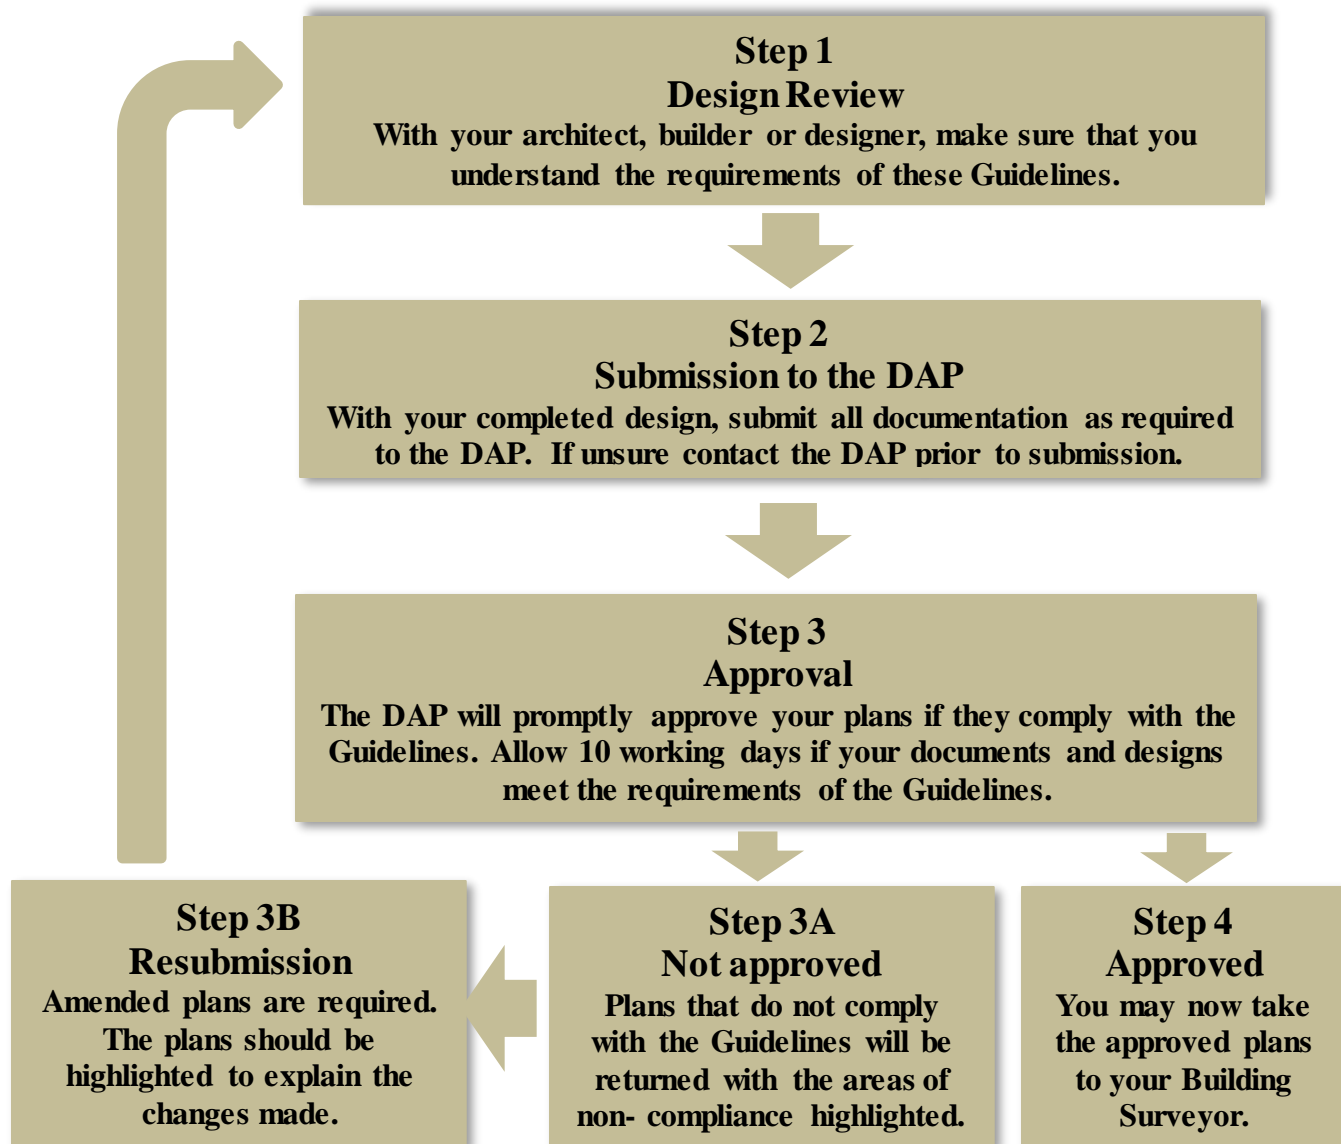 Step 1
Design Review
With your architect, builder or designer, make sure that you
understand the requirements of these Guidelines.
Step 2
Submission to the DAP
With your completed design, submit all documentation as required
to the DAP. If unsure contact the DAP prior to submission.
Step 3
Approval
The DAP will promptly approve your plans if they comply with the
Guidelines. Allow 10 working days if your documents and designs
meet the requirements of the Guidelines.
Step 3B
Resubmission
Amended plans are required.
The plans should be
highlighted to explain the
changes made.
Step 3A
Not approved
Plans that do not comply
with the Guidelines will be
returned with the areas of
non- compliance highlighted.
Step 4
Approved
You may now take
the approved plans
to your Building
Surveyor.